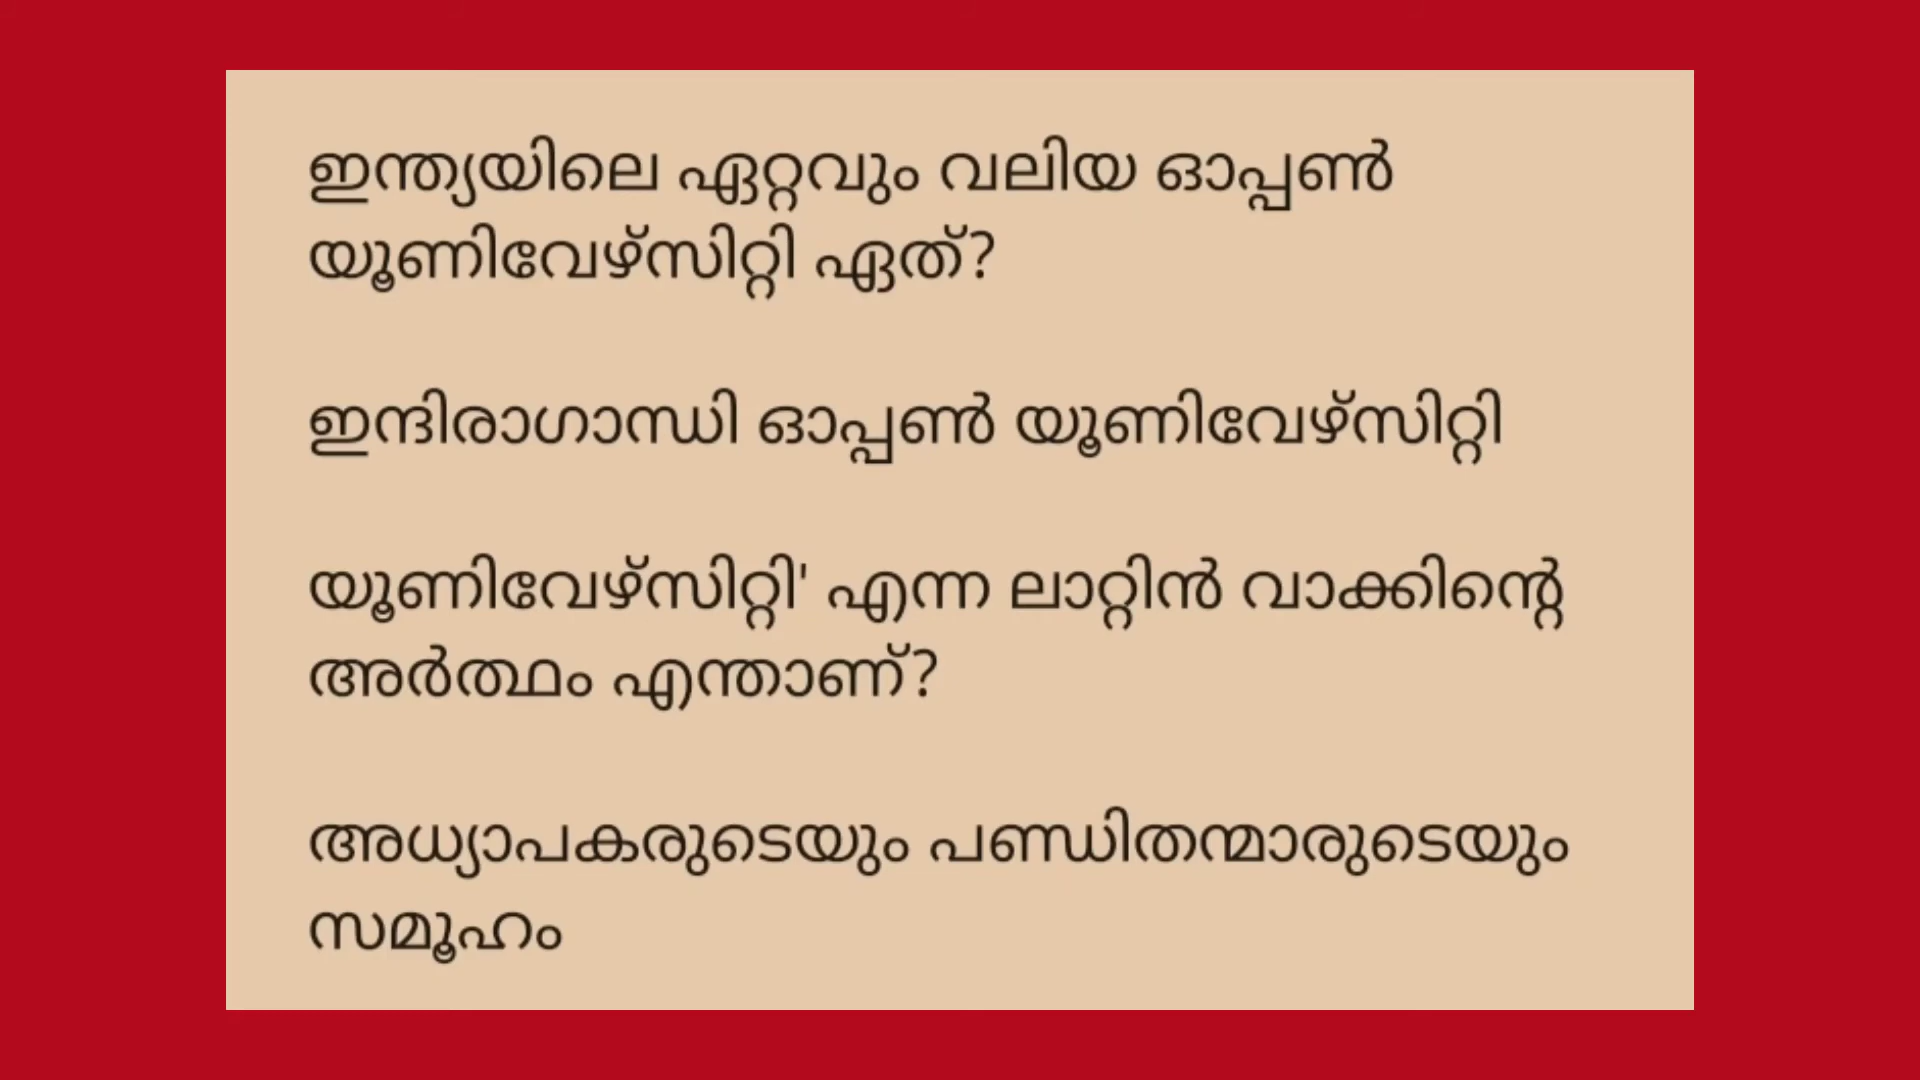 ഇന്ത്യയിലെ ഏറ്റവും വലിയ ഓപ്പൺ
യൂണിവേഴ്സിറ്റി ഏത്?
ഇന്ദിരാഗാന്ധി ഓപ്പൺ യൂണിവേഴ്സിറ്റി
യൂണിവേഴ്സിറ്റി' എന്ന ലാറ്റിൻ വാക്കിന്റെ
അർത്ഥം എന്താണ്?
അധ്യാപകരുടെയും പണ്ഡിതന്മാരുടെയും
സമൂഹം